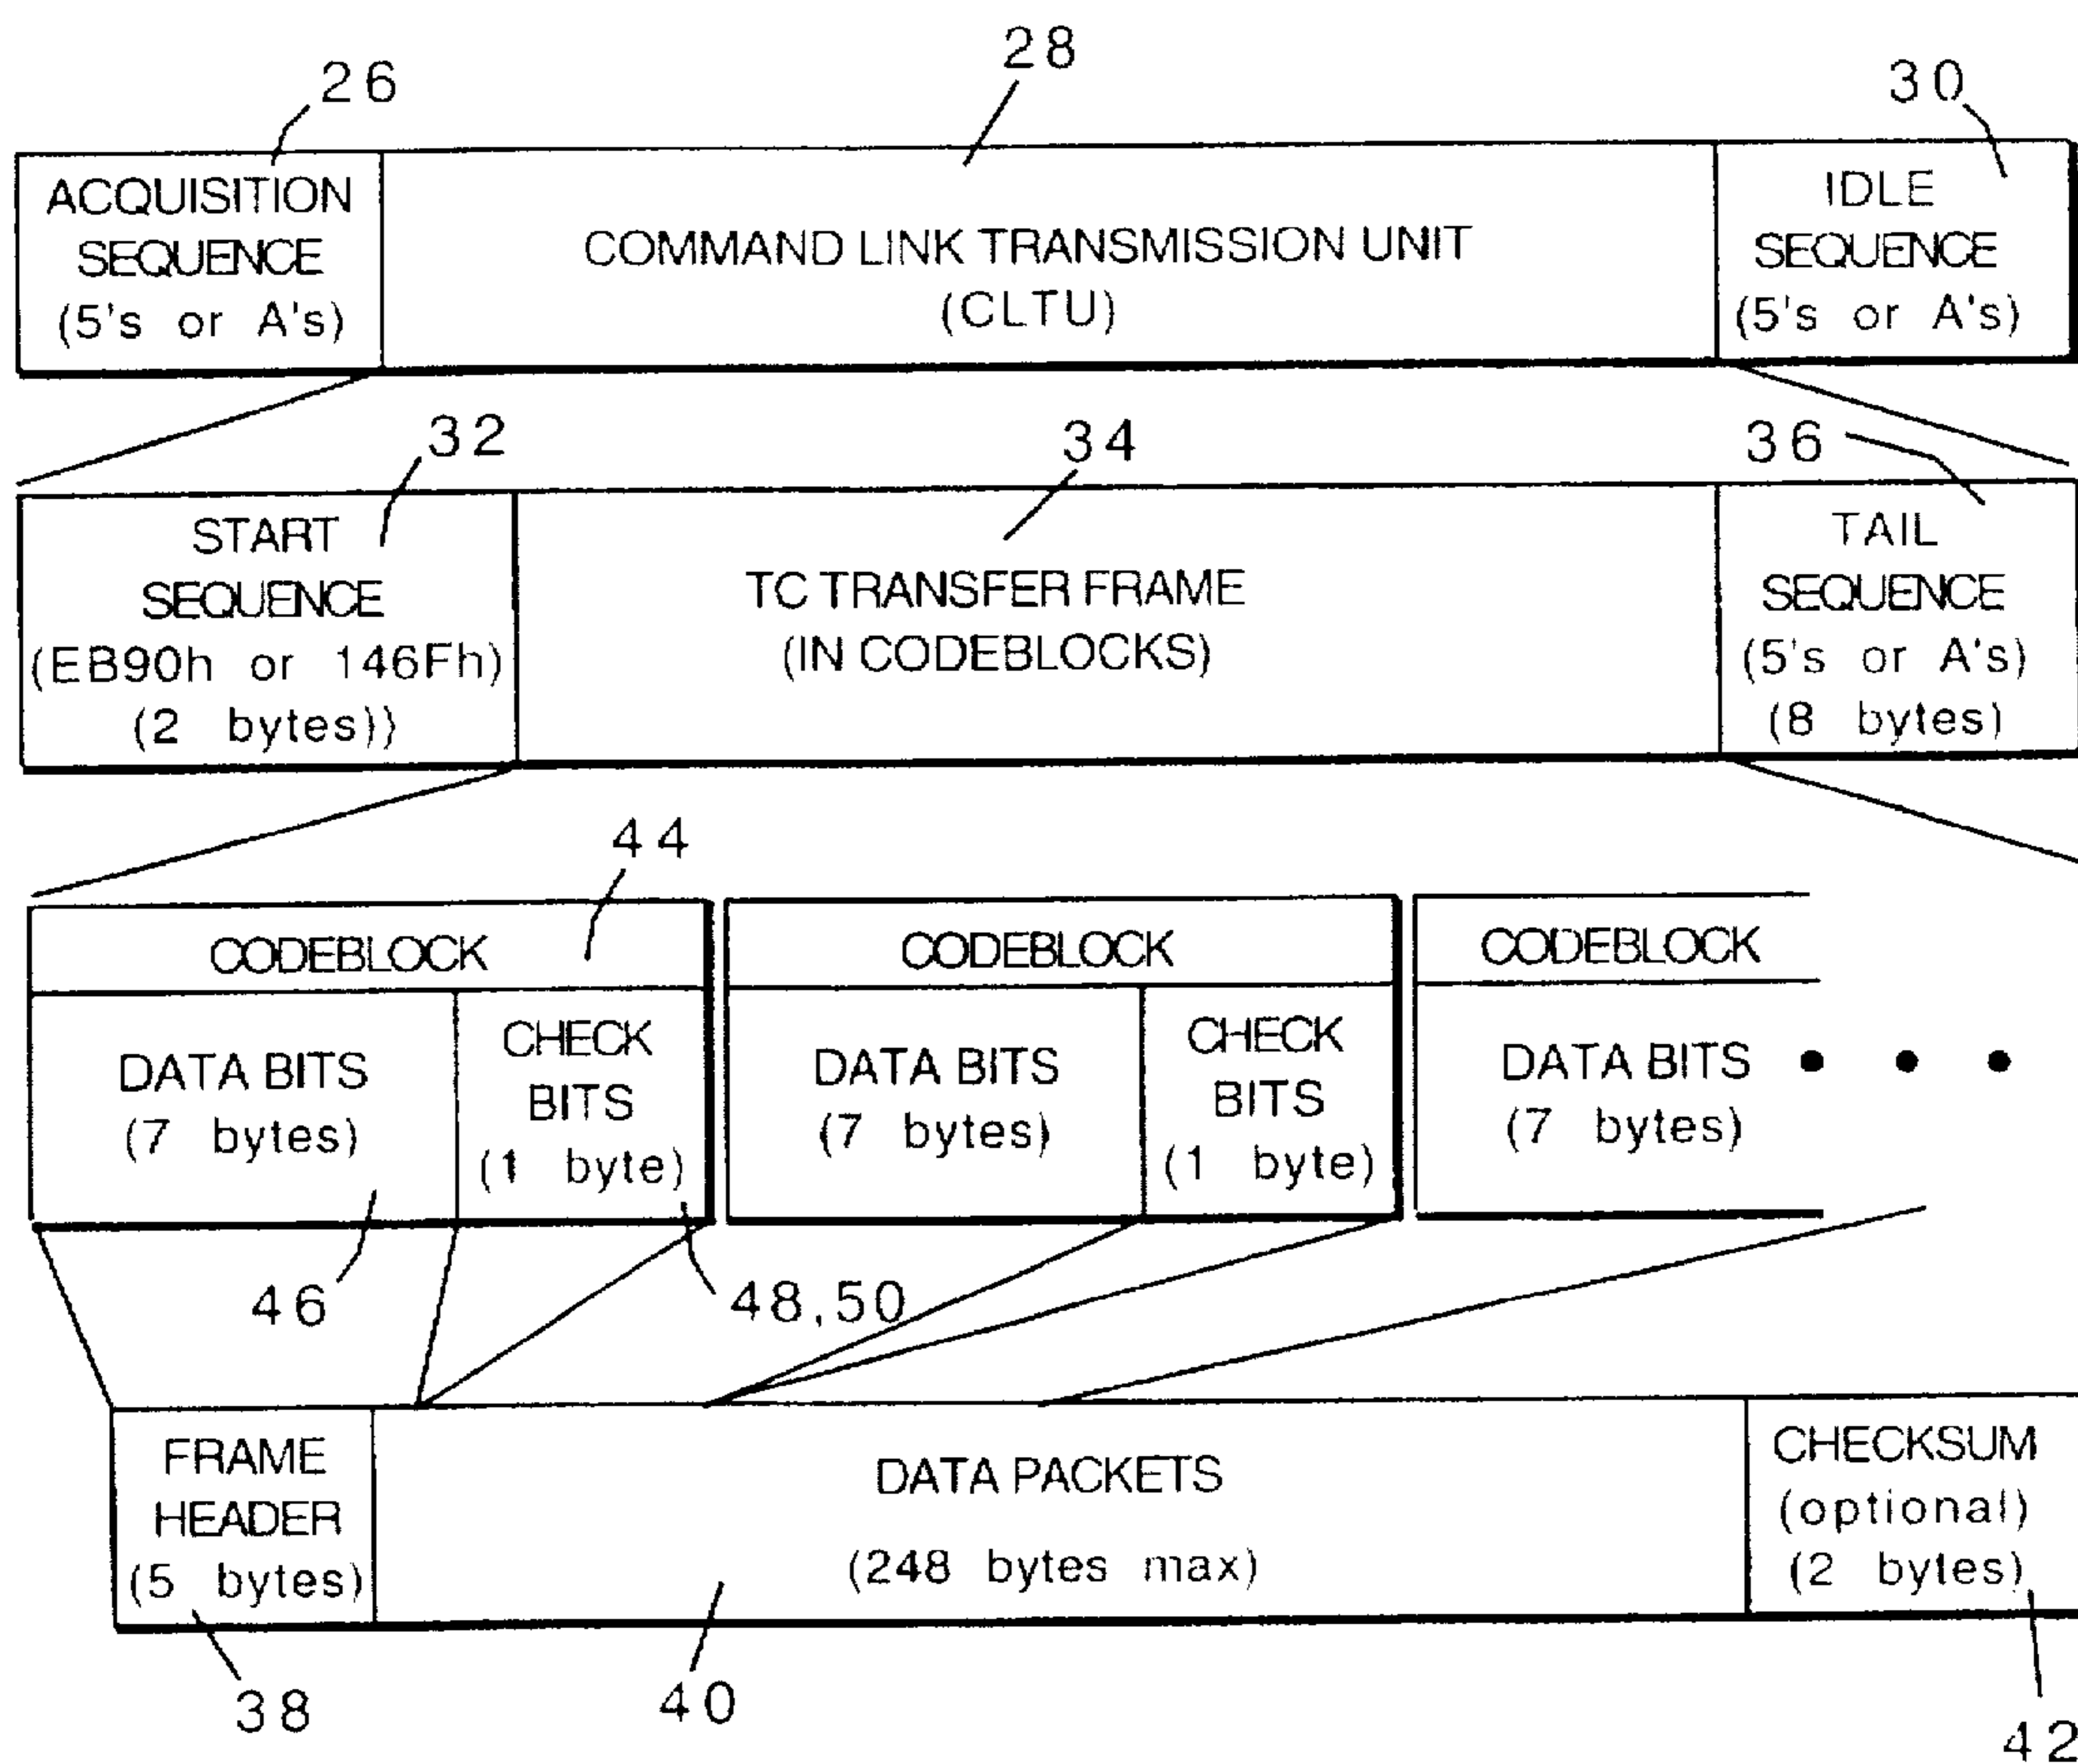 26
28
30
ACQUISITION
SEQUENCE
(5's or A's)
COMMAND LINK TRANSMISSION UNIT
(CLTU)
IDLE
SEQUENCE
(5's or A's)
32
34
36
START
SEQUENCE
(EB90h or 146Fh)
(2 bytes))
TC TRANSFER FRAME
(IN CODEBLOCKS)
TAIL
SEQUENCE
(5's or A's)
(8 bytes)
44
CODEBLOCK
DATA BITS
(7 bytes)
CHECK
BITS
(1 byte)
CODEBLOCK
DATA BITS
(7 bytes)
CHECK
BITS
(1 byte)
CODEBLOCK
DATA BITS • • •
(7 bytes)
46
48,50
FRAME
HEADER
(5 bytes)
DATA PACKETS
(248 bytes max)
CHECKSUM
(optional)
(2 bytes)
38
40
42